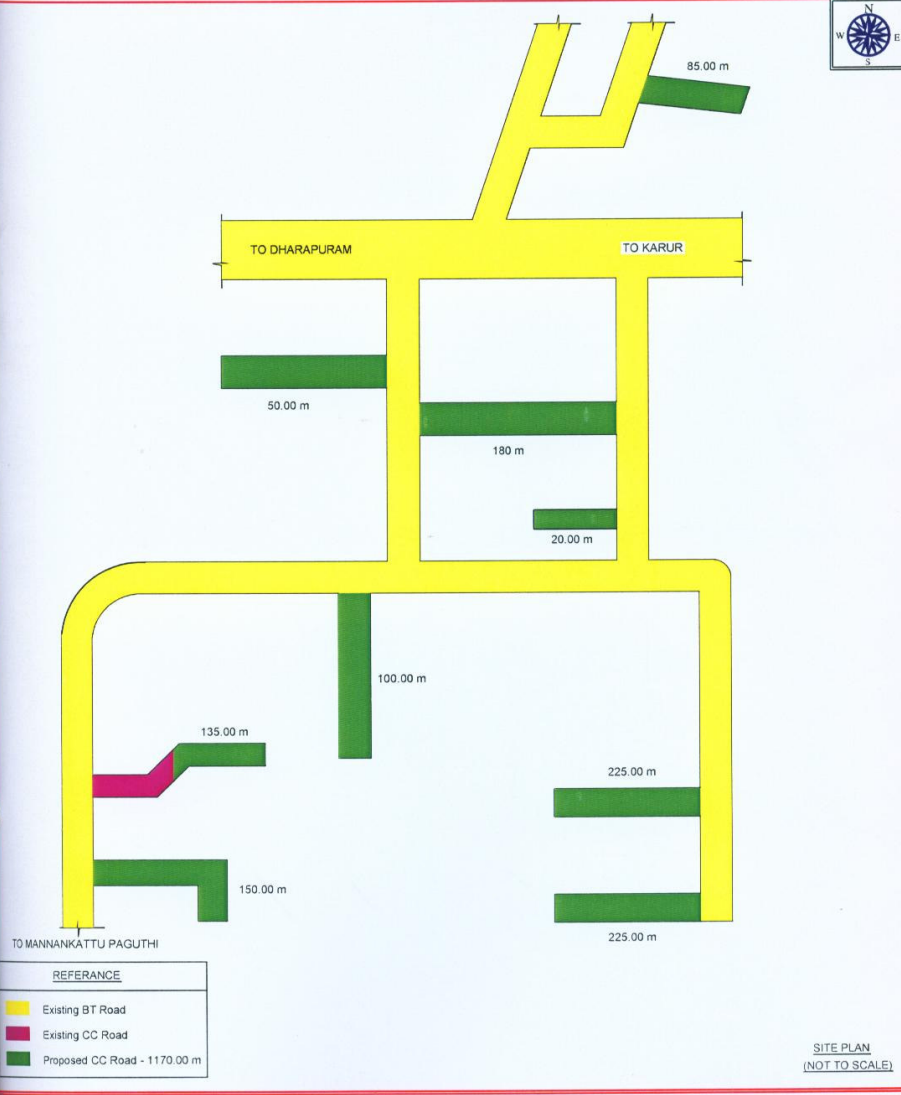 N
W E
S
85.00 m
TO DHARAPURAM
TO KARUR
50.00 m
180 m
20.00 m
100.00 m
135.00 m
225.00 m
150.00 m
225.00 m
TO MANNANKATTU PAGUTHI
REFERANCE
Existing BT Road
Existing CC Road
Proposed CC Road - 1170.00 m
SITE PLAN
(NOT TO SCALE)